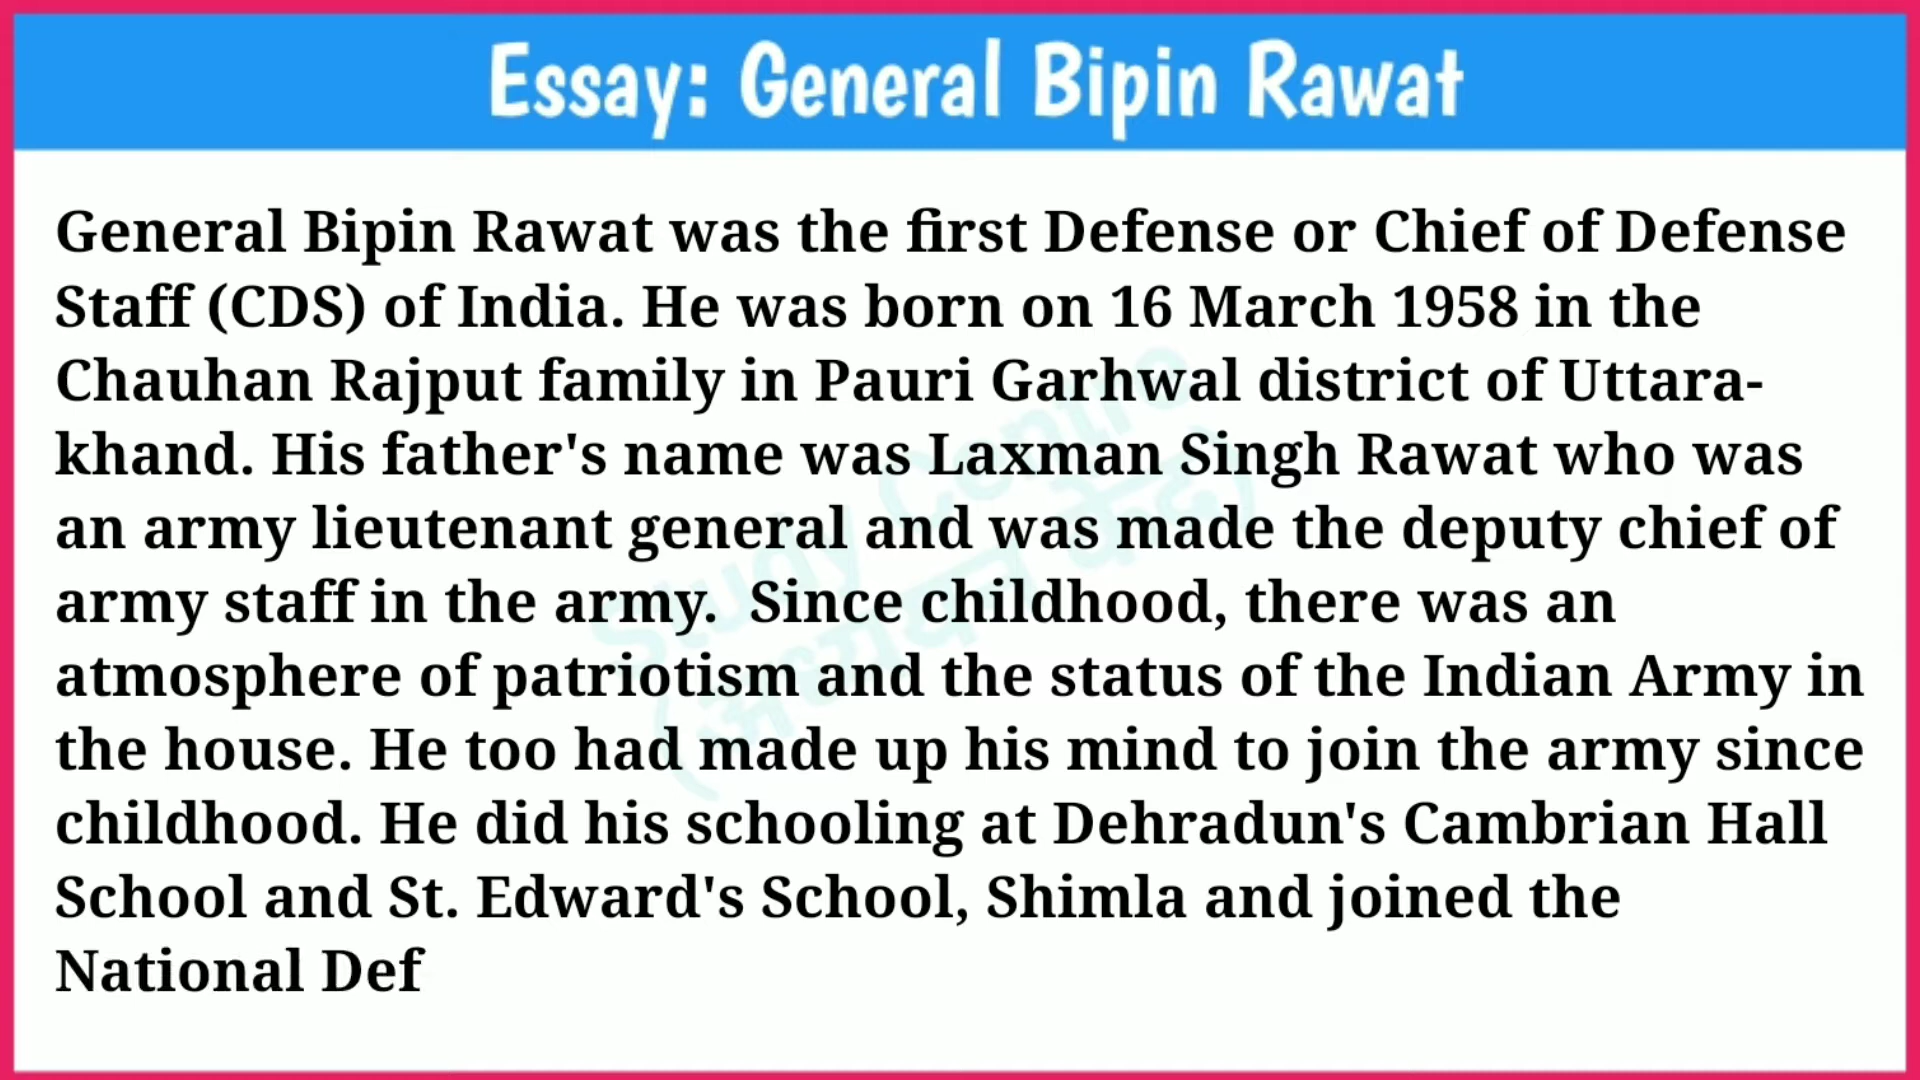 Essay: General Bipin Rawat
General Bipin Rawat was the first Defense or Chief of Defense
Staff (CDS) of India. He was born on 16 March 1958 in the
Chauhan Rajput family in Pauri Garhwal district of Uttara-
khand. His father's name was Laxman Singh Rawat who was
an army lieutenant general and was made the deputy chief of
army staff in the army.  Since childhood, there was an
atmosphere of patriotism and the status of the Indian Army in
the house. He too had made up his mind to join the army since
childhood. He did his schooling at Dehradun's Cambrian Hall
School and St. Edward's School, Shimla and joined the
National Def
Study Centre
(अध्ययन केंद्र)